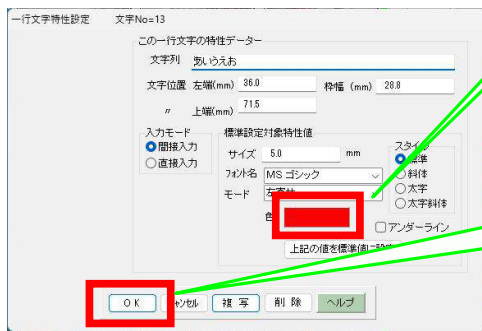 一行文字特性設定 文字No=13
この一行文字の特性データー
文字列 あいうえお
文字位置 左端(mm) 36.0 枠幅 (mm) 28.8
〃 上端(mm) 71.5
入力モード
間接入力
直接入力
標準設定対象特性値
サイズ 5.0 mm
フォント名 MS ゴシック
モード 左寄せ
色
スタイル
標準
斜体
太字
太字斜体
アンダーライン
上記の値を標準値に設定
OK キャンセル 複写 削除 ヘルプ